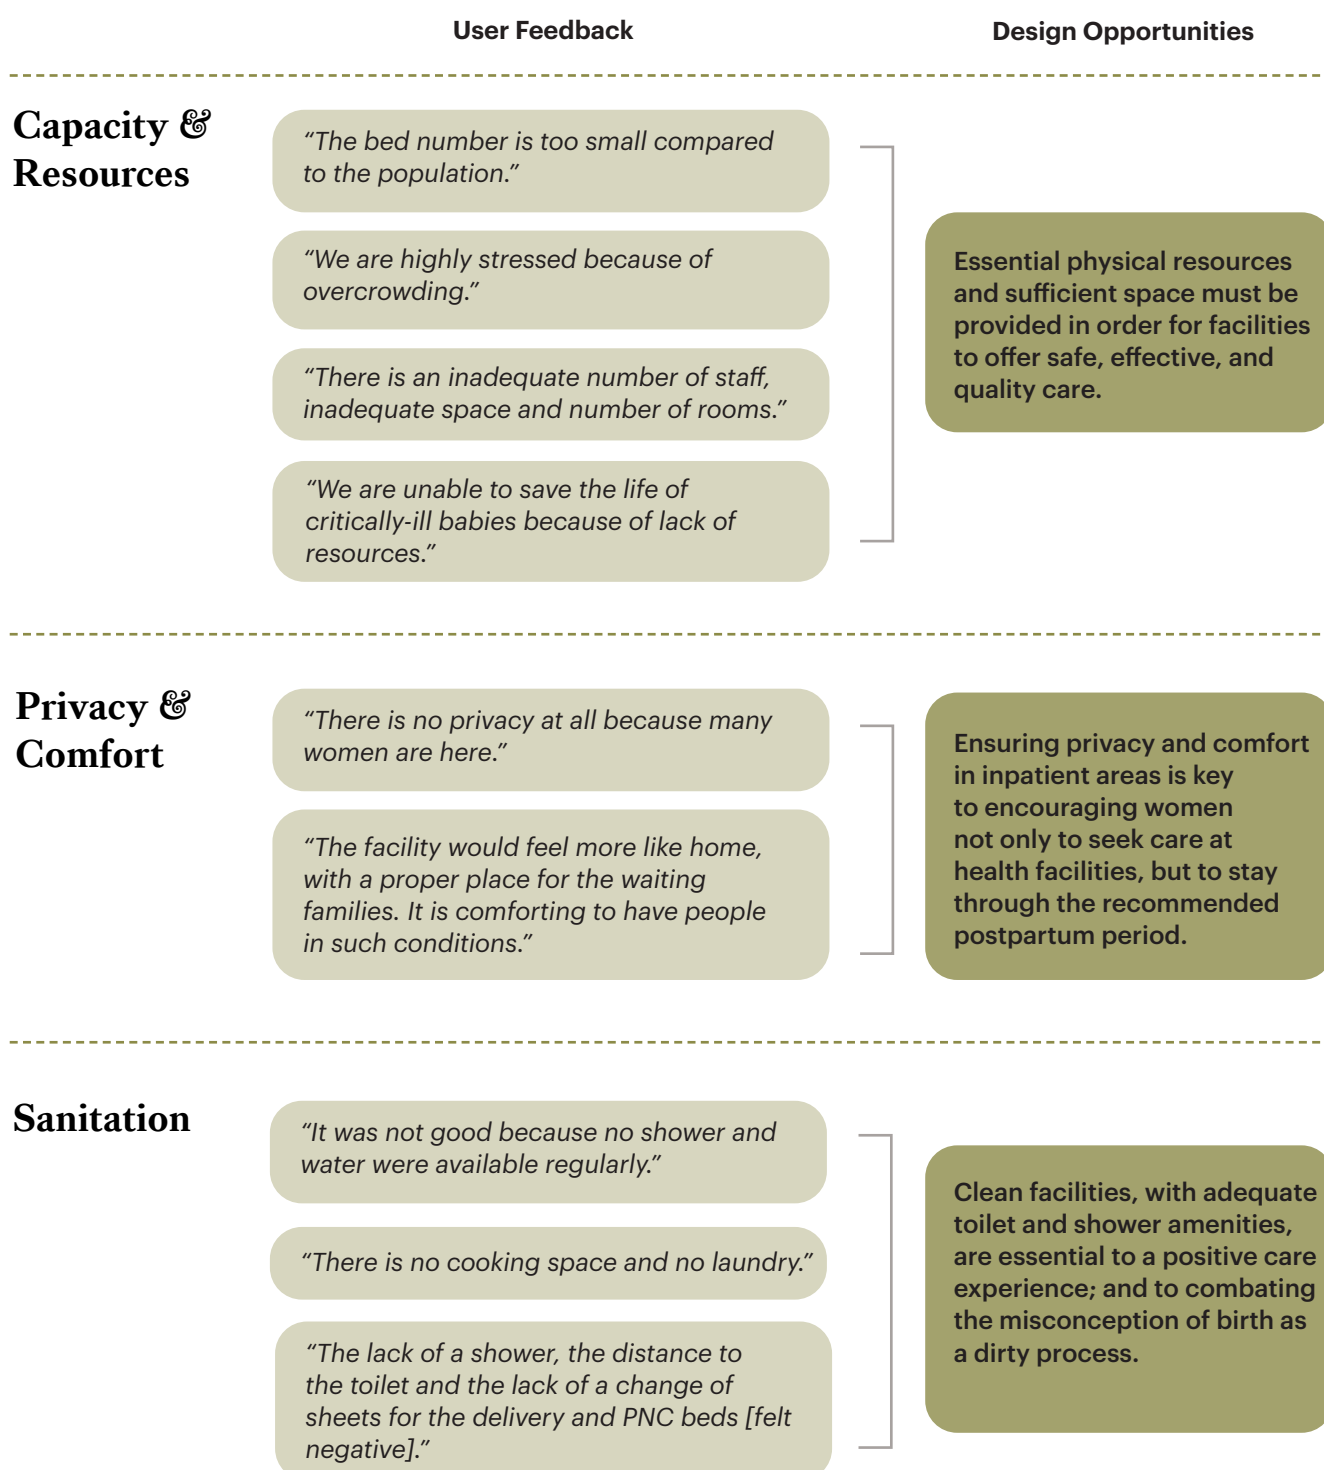 User Feedback
Design Opportunities
Capacity &
Resources
“The bed number is too small compared
to the population.”
“We are highly stressed because of
overcrowding.”
“There is an inadequate number of staff,
inadequate space and number of rooms.”
“We are unable to save the life of
critically-ill babies because of lack of
resources.”
Essential physical resources
and sufficient space must be
provided in order for facilities
to offer safe, effective, and
quality care.
Privacy &
Comfort
“There is no privacy at all because many
women are here.”
“The facility would feel more like home,
with a proper place for the waiting
families. It is comforting to have people
in such conditions.”
Ensuring privacy and comfort
in inpatient areas is key
to encouraging women
not only to seek care at
health facilities, but to stay
through the recommended
postpartum period.
Sanitation
“It was not good because no shower and
water were available regularly.”
“There is no cooking space and no laundry.”
“The lack of a shower, the distance to
the toilet and the lack of a change of
sheets for the delivery and PNC beds [felt
negative].”
Clean facilities, with adequate
toilet and shower amenities,
are essential to a positive care
experience; and to combating
the misconception of birth as
a dirty process.